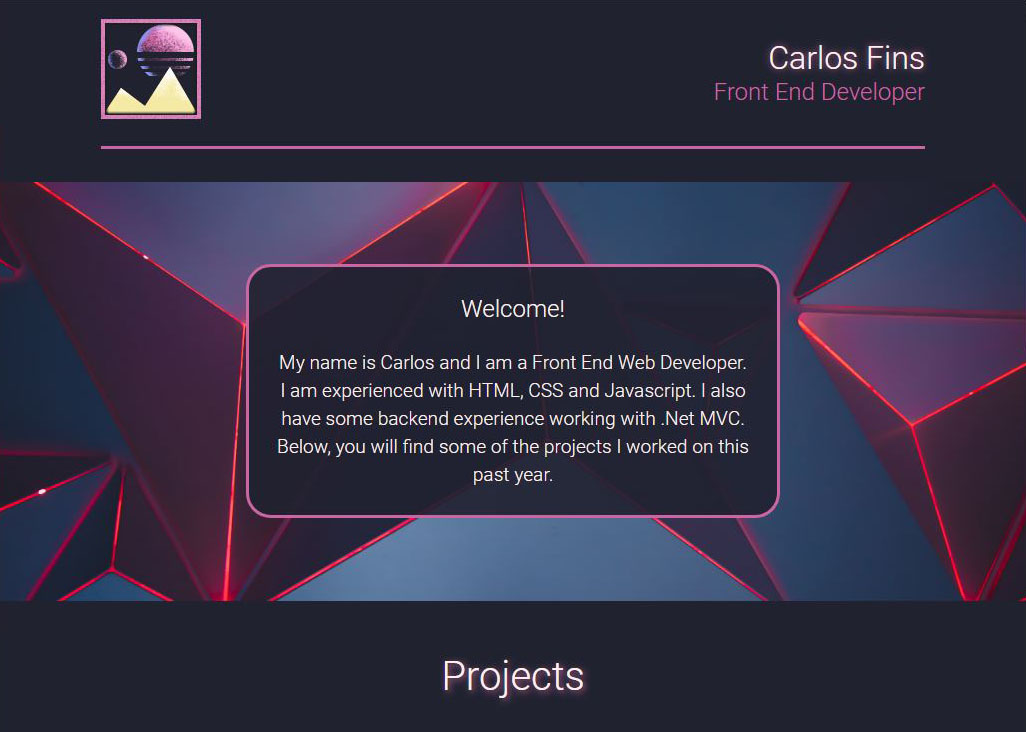 Carlos Fins
Front End Developer
Welcome!
My name is Carlos and I am a Front End Web Developer.
I am experienced with HTML, CSS and Javascript. I also
have some backend experience working with .Net MVC.
Below, you will find some of the projects I worked on this
past year.
Projects